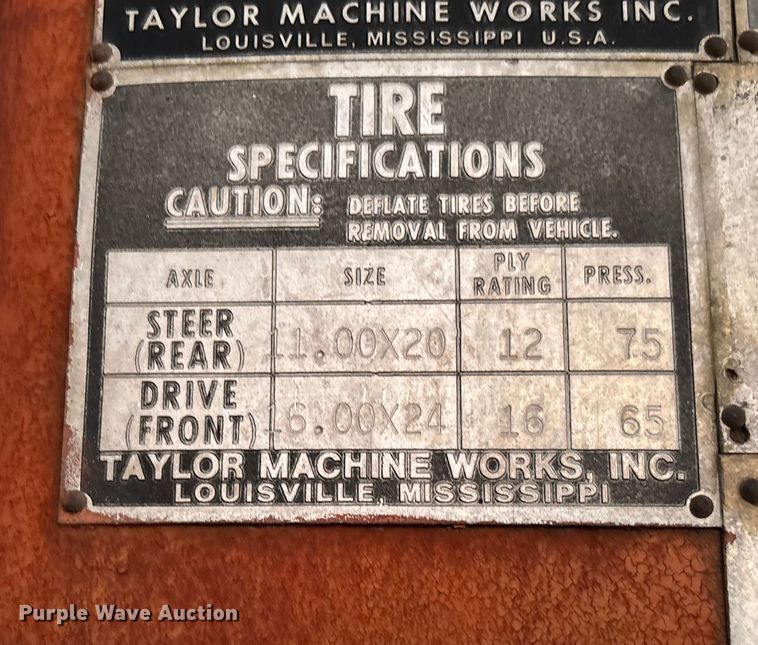 TAYLOR MACHINE WORKS INC.
LOUISVILLE, MISSISSIPPI U.S.A.
TIRE
SPECIFICATIONS
CAUTION: DEFLATE TIRES BEFORE
REMOVAL FROM VEHICLE.
AXLE SIZE PLY RATING PRESS.
STEER (REAR) 11.00X20 12 75
DRIVE (FRONT) 16.00X24 16 65
TAYLOR MACHINE WORKS, INC.
LOUISVILLE, MISSISSIPPI
Purple Wave Auction